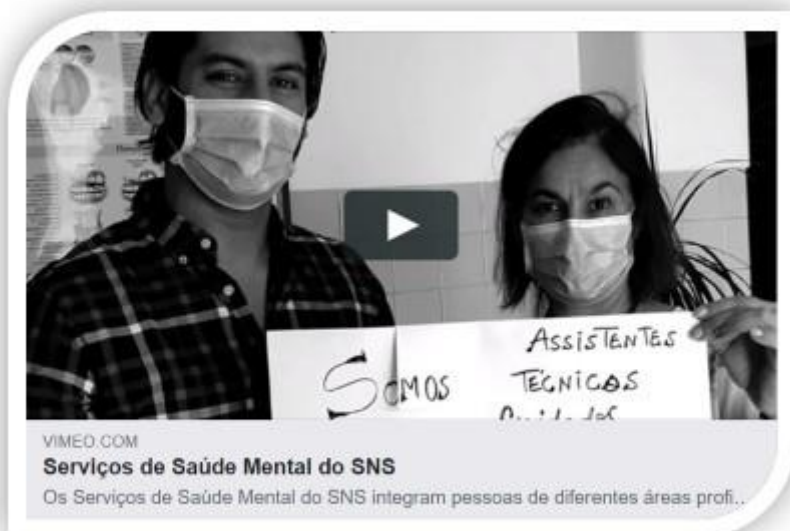 ASSISTENTES
SOMOS TÉCNICOS
Cuidados
VIMEO.COM
Serviços de Saúde Mental do SNS
Os Serviços de Saúde Mental do SNS integram pessoas de diferentes áreas profi...